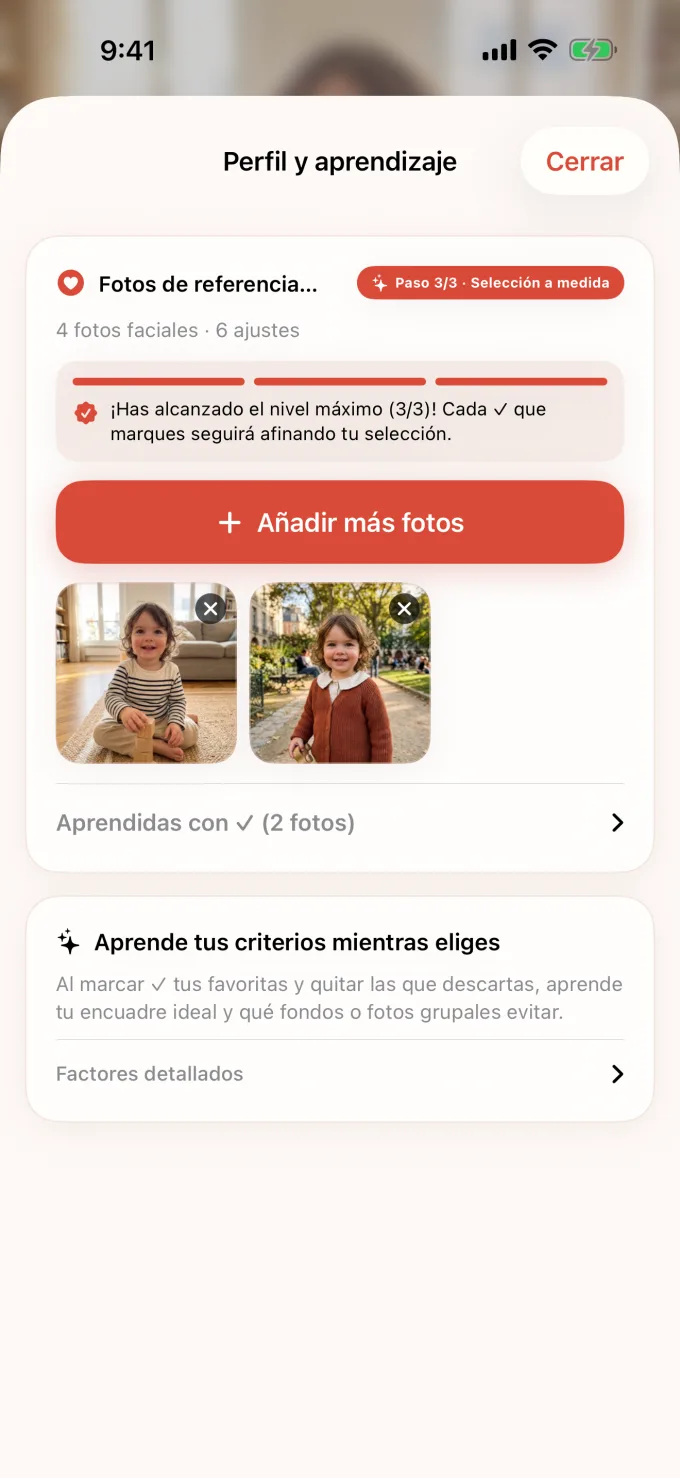 9:41
Perfil y aprendizaje
Cerrar
Fotos de referencia...
Paso 3/3 · Selección a medida
4 fotos faciales · 6 ajustes
¡Has alcanzado el nivel máximo (3/3)! Cada ✓ que
marques seguirá afinando tu selección.
+ Añadir más fotos
Aprendidas con ✓ (2 fotos)
Aprende tus criterios mientras eliges
Al marcar ✓ tus favoritas y quitar las que descartas, aprende
tu encuadre ideal y qué fondos o fotos grupales evitar.
Factores detallados